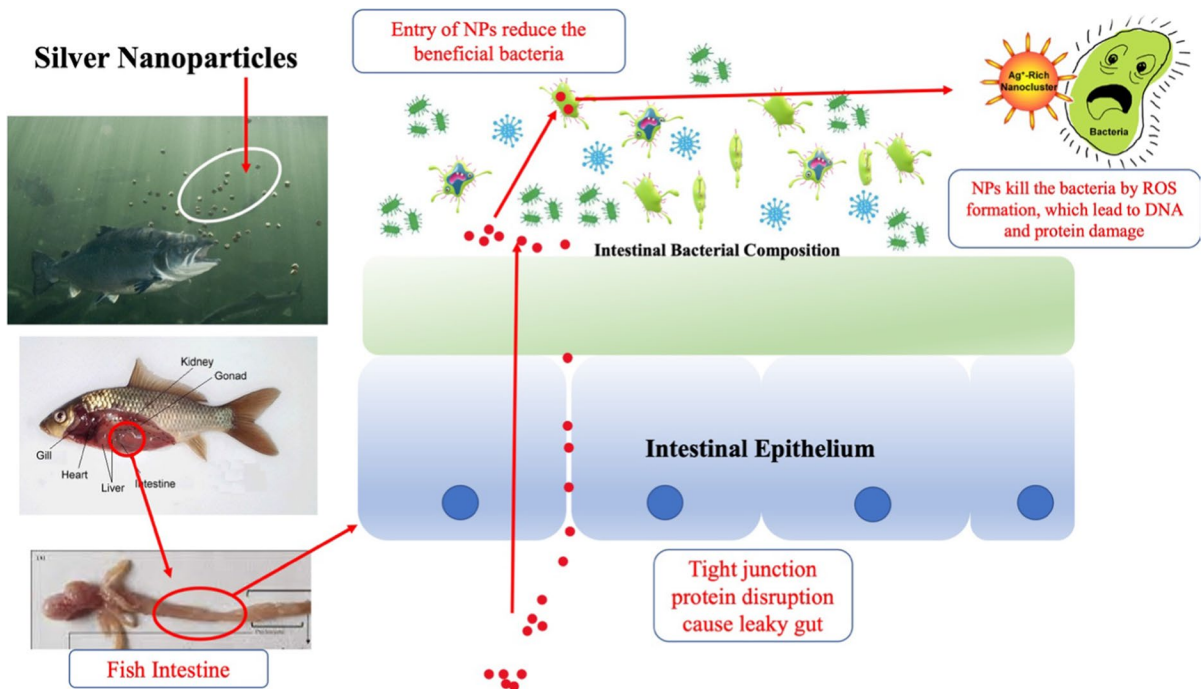 Silver Nanoparticles
Entry of NPs reduce the
beneficial bacteria
Ag⁺-Rich
Nanocluster
Bacteria
NPs kill the bacteria by ROS
formation, which lead to DNA
and protein damage
Intestinal Bacterial Composition
Kidney
Gonad
Gill
Heart
Liver
Intestine
Intestinal Epithelium
Tight junction
protein disruption
cause leaky gut
Fish Intestine